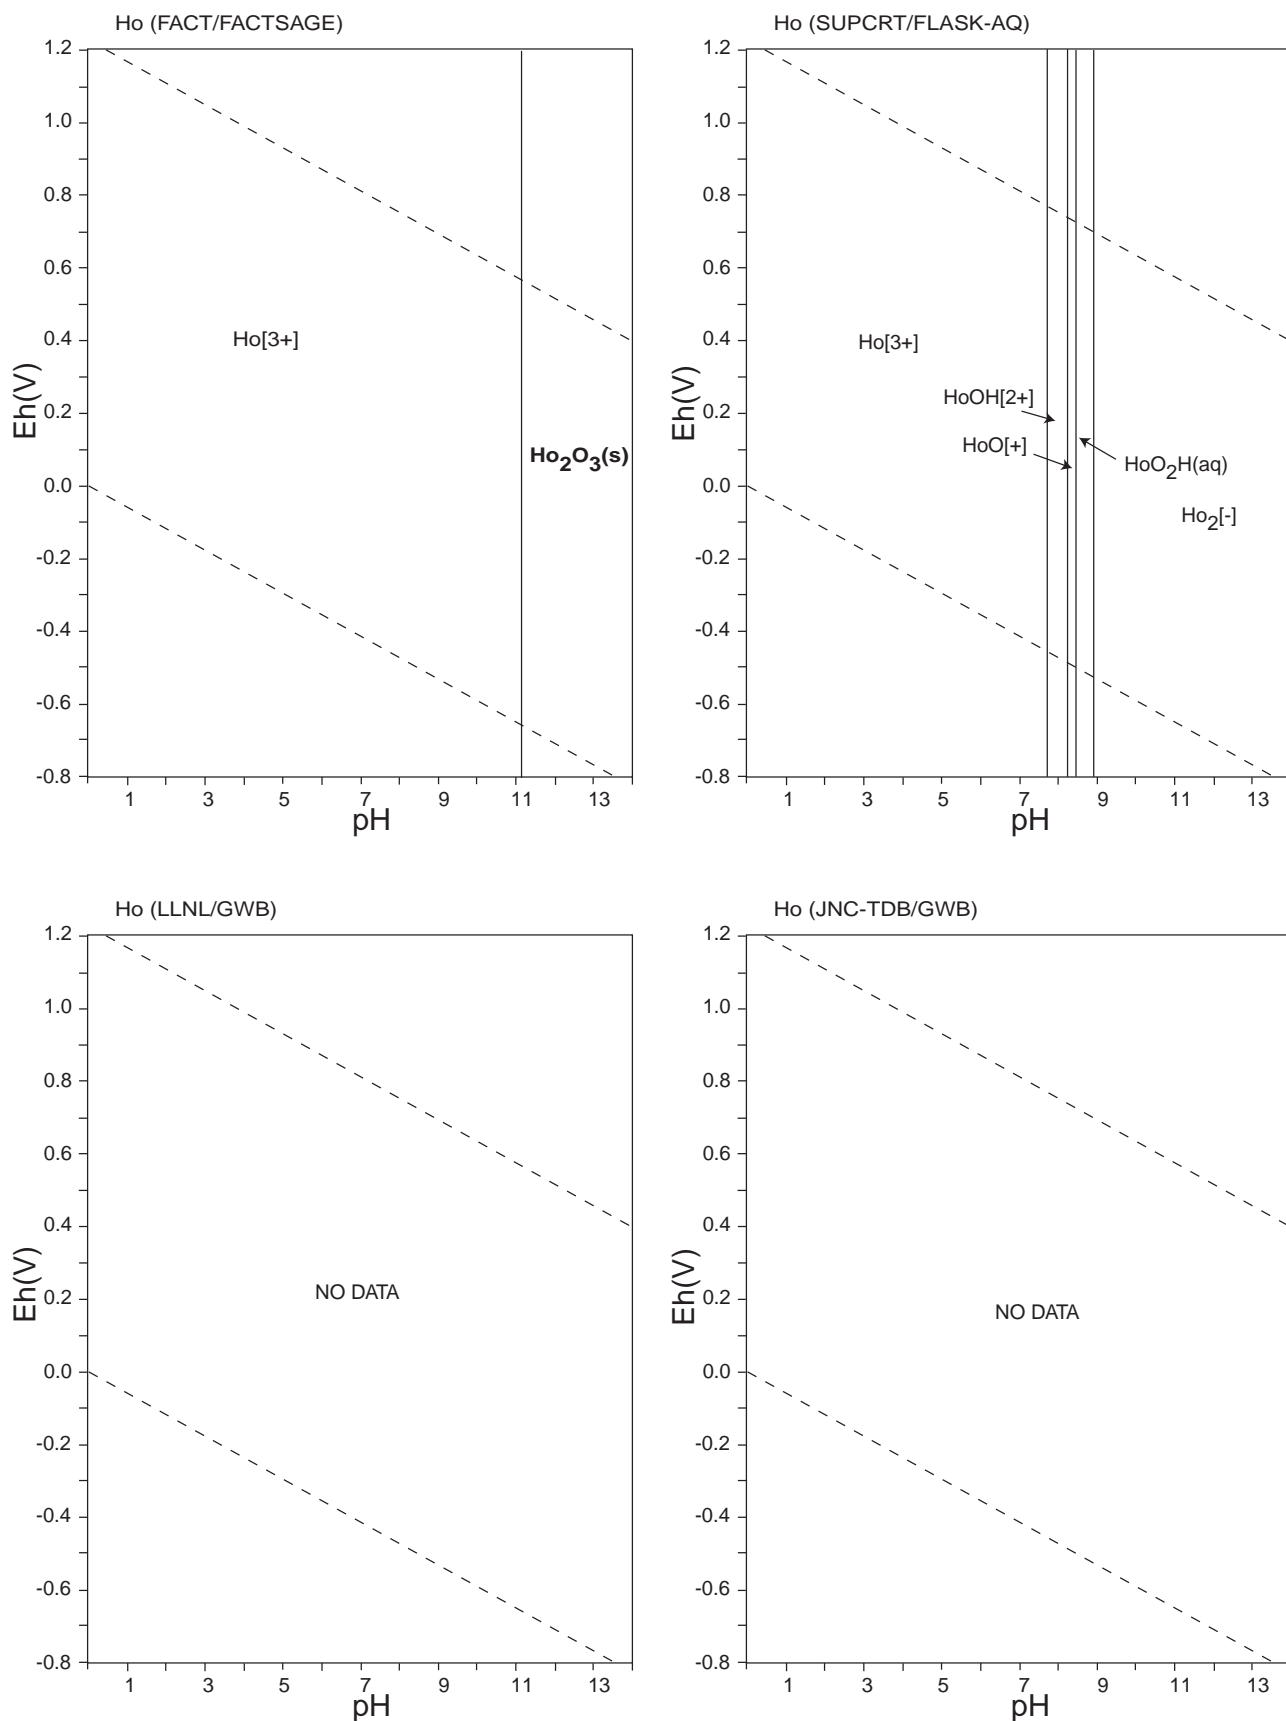 Ho (FACT/FACTSAGE)
1.2
1.0
0.8
0.6
0.4
0.2
0.0
-0.2
-0.4
-0.6
-0.8
Eh(V)
Ho[3+]
Ho2O3(s)
1 3 5 7 9 11 13
pH
Ho (SUPCRT/FLASK-AQ)
1.2
1.0
0.8
0.6
0.4
0.2
0.0
-0.2
-0.4
-0.6
-0.8
Eh(V)
Ho[3+]
HoOH[2+]
HoO[+]
HoO2H(aq)
Ho2[-]
1 3 5 7 9 11 13
pH
Ho (LLNL/GWB)
1.2
1.0
0.8
0.6
0.4
0.2
0.0
-0.2
-0.4
-0.6
-0.8
Eh(V)
NO DATA
1 3 5 7 9 11 13
pH
Ho (JNC-TDB/GWB)
1.2
1.0
0.8
0.6
0.4
0.2
0.0
-0.2
-0.4
-0.6
-0.8
Eh(V)
NO DATA
1 3 5 7 9 11 13
pH